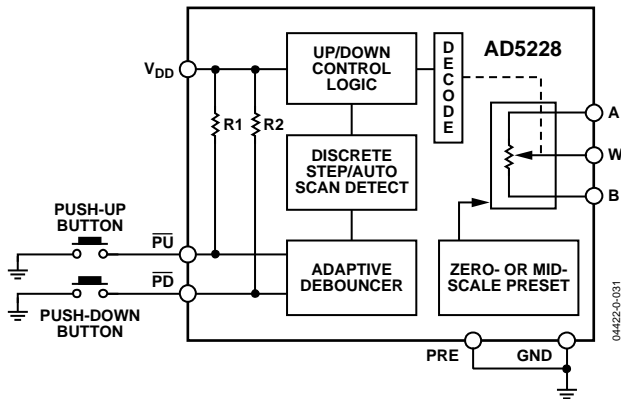 AD5228
UP/DOWN
CONTROL
LOGIC
D
E
C
O
D
E
VDD
R1
R2
A
W
B
DISCRETE
STEP/AUTO
SCAN DETECT
PUSH-UP
BUTTON
PU
PD
PUSH-DOWN
BUTTON
ADAPTIVE
DEBOUNCER
ZERO- OR MID-
SCALE PRESET
PRE
GND
04422-0-031